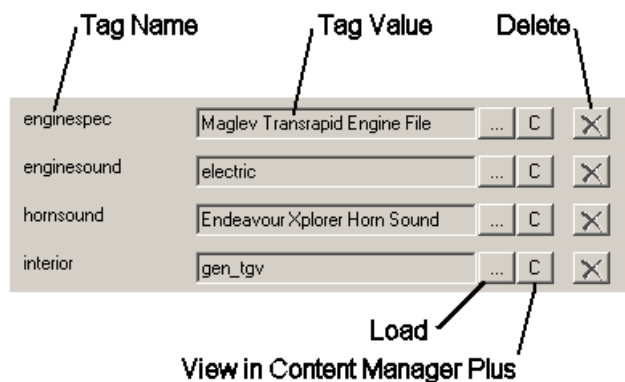 Tag Name Tag Value Delete
enginespec Maglev Transrapid Engine File ... C
enginesound electric ... C
hornsound Endeavour Xplorer Horn Sound ... C
interior gen_tgv ... C
Load
View in Content Manager Plus